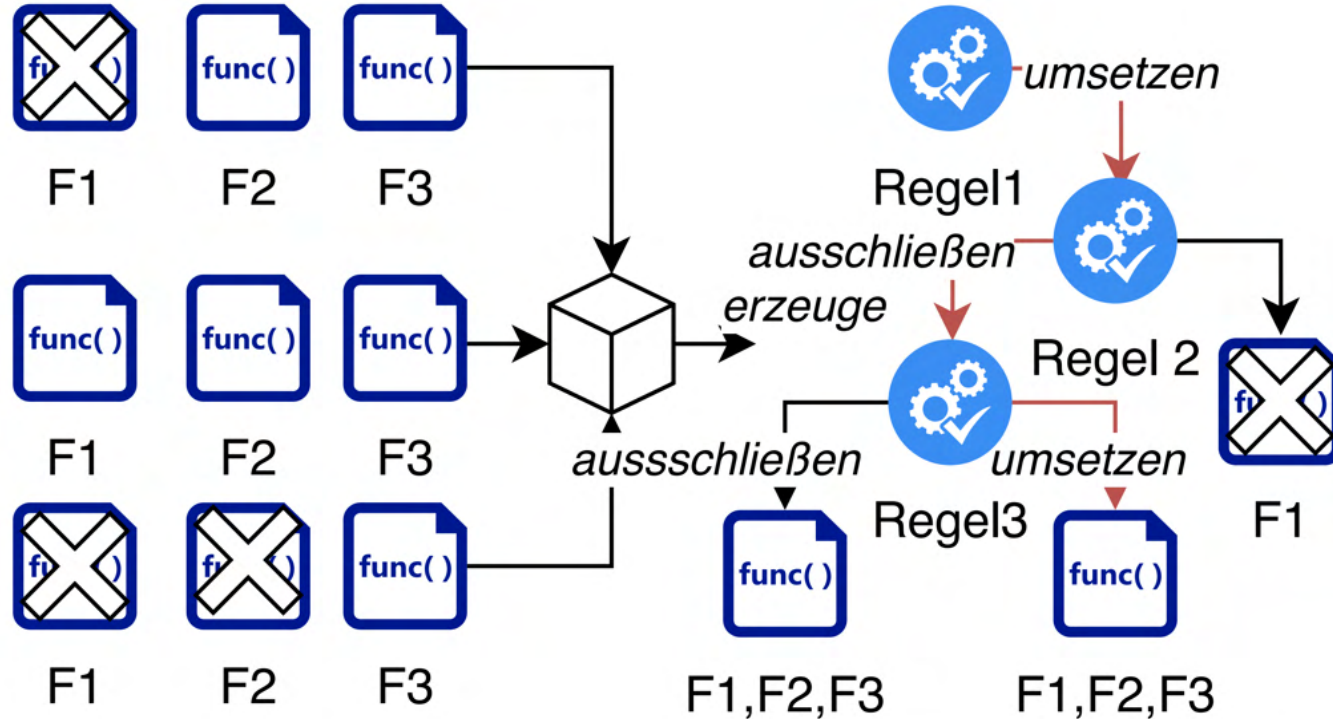 func()
func()
F1
F2
F3
func()
func()
func()
F1
F2
F3
func()
F1
F2
F3
umsetzen
Regel1
ausschließen
erzeuge
Regel 2
F1
aussschließen
umsetzen
Regel3
func()
func()
F1,F2,F3
F1,F2,F3